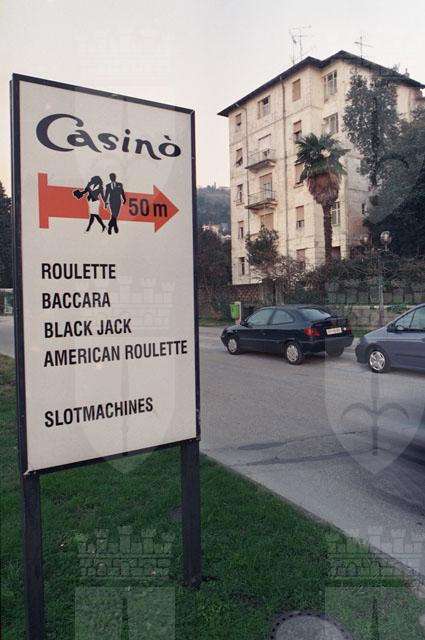 Casinò
50 m
ROULETTE
BACCARA
BLACK JACK
AMERICAN ROULETTE
SLOTMACHINES